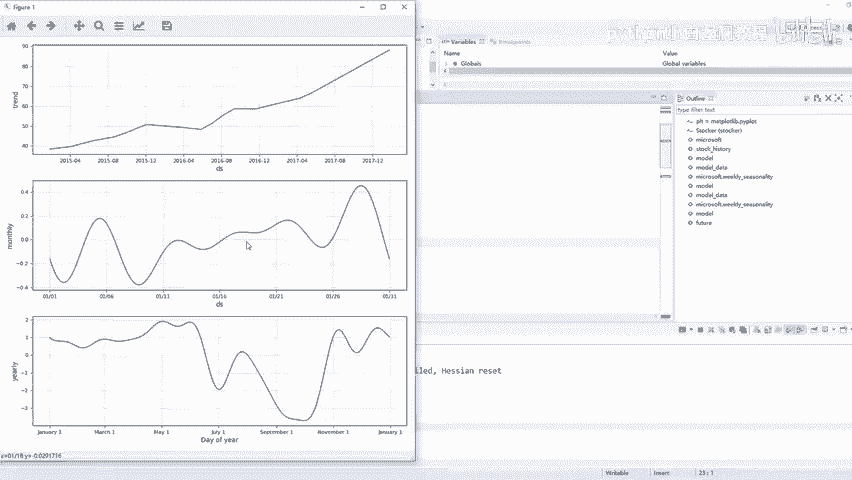 Figure 1
90
80
70
60
50
40
trend
2015-04
2015-08
2015-12
2016-04
2016-08
2016-12
2017-04
2017-08
2017-12
ds
0.4
0.2
0.0
−0.2
−0.4
monthly
01/01
01/06
01/11
01/16
01/21
01/26
01/31
ds
2
1
0
−1
−2
−3
yearly
January 1
March 1
May 1
July 1
September 1
November 1
January 1
Day of year
x=01/18 y=-0.0291716
Variables
Breakpoints
Name
Value
Globals
Global variables
Outline
type filter text
plt = matplotlib.pyplot
Stocker (stocker)
microsoft
stock_history
model
model_data
microsoft.weekly_seasonality
model
model_data
microsoft.weekly_seasonality
model
future
iled, Hessian reset
Writable
Insert
23 : 1